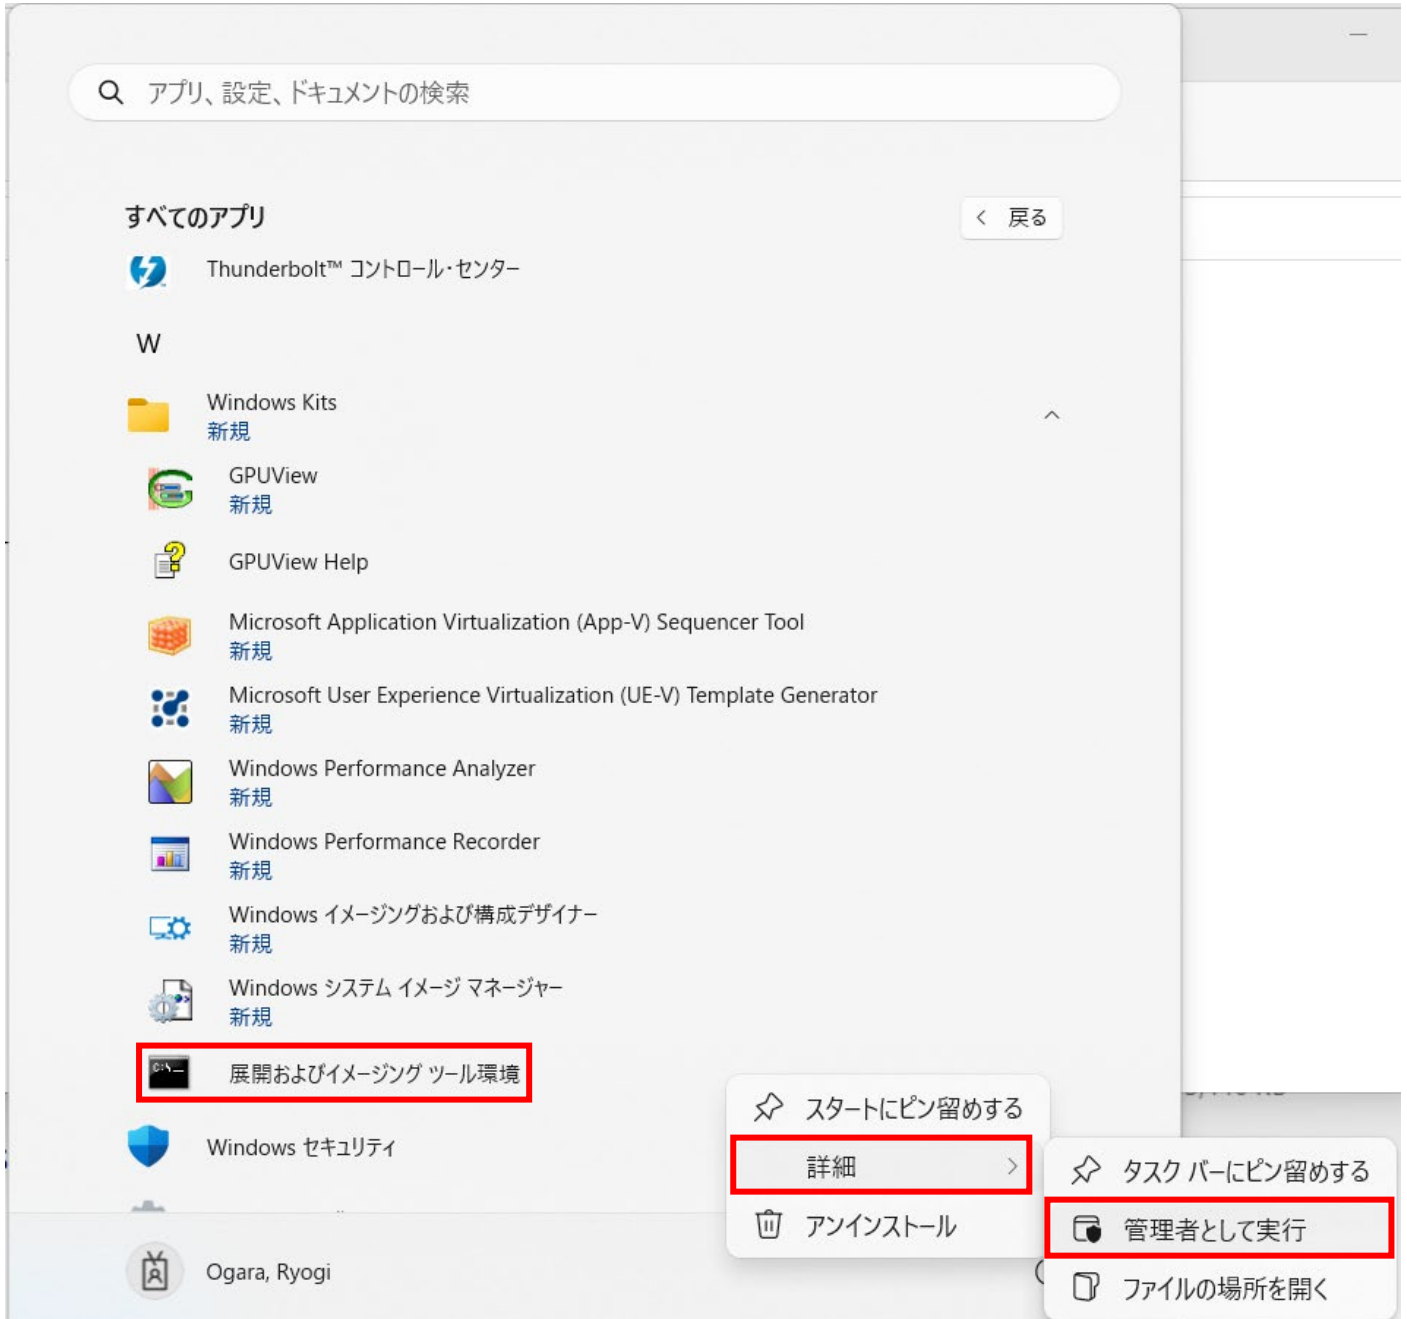 アプリ、設定、ドキュメントの検索
すべてのアプリ
戻る
Thunderbolt™ コントロール・センター
W
Windows Kits
新規
GPUView
新規
GPUView Help
Microsoft Application Virtualization (App-V) Sequencer Tool
新規
Microsoft User Experience Virtualization (UE-V) Template Generator
新規
Windows Performance Analyzer
新規
Windows Performance Recorder
新規
Windows イメージングおよび構成デザイナー
新規
Windows システム イメージ マネージャー
新規
展開およびイメージング ツール環境
Windows セキュリティ
スタートにピン留めする
詳細
アンインストール
タスク バーにピン留めする
管理者として実行
ファイルの場所を開く
Ogara, Ryogi